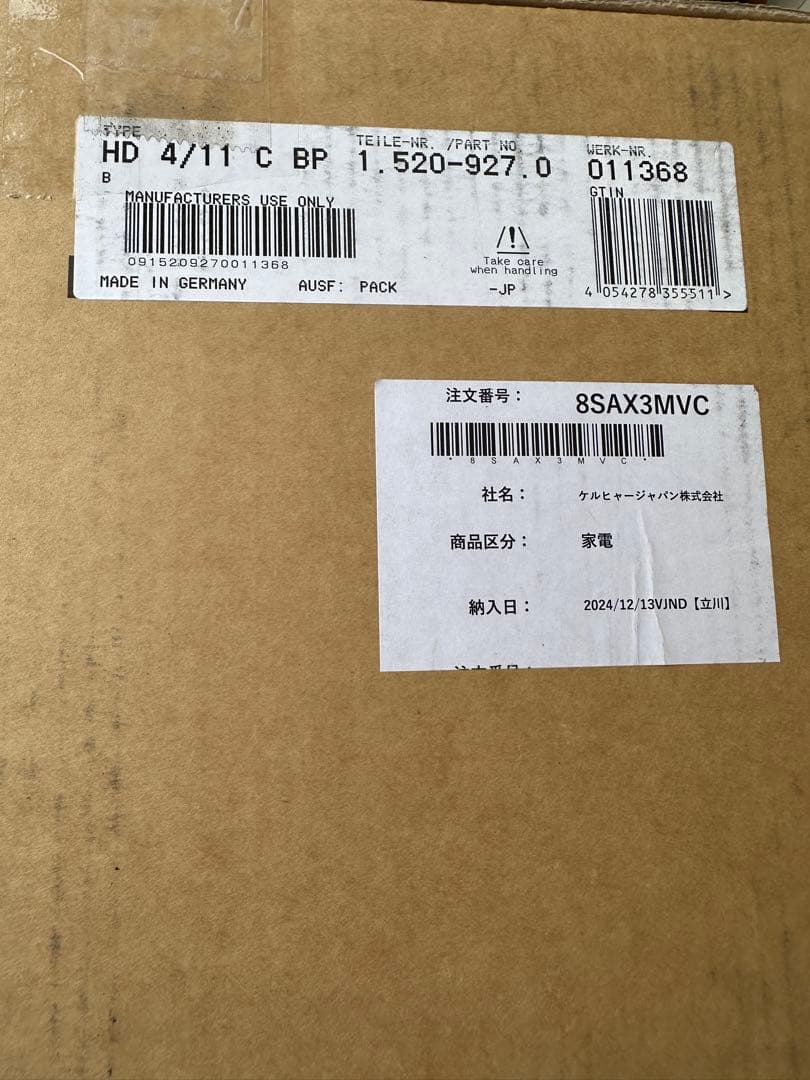 TYPE
HD 4/11 C BP
TEILE-NR. /PART NO.
1.520-927.0
WERK-NR.
011368
B
MANUFACTURERS USE ONLY
0915209270011368
GTIN
4 054278 355511 >
Take care
when handling
MADE IN GERMANY
AUSF: PACK
-JP
注文番号：
8SAX3MVC
*8SAX3MVC*
社名：
ケルヒャージャパン株式会社
商品区分：
家電
納入日：
2024/12/13VJND【立川】